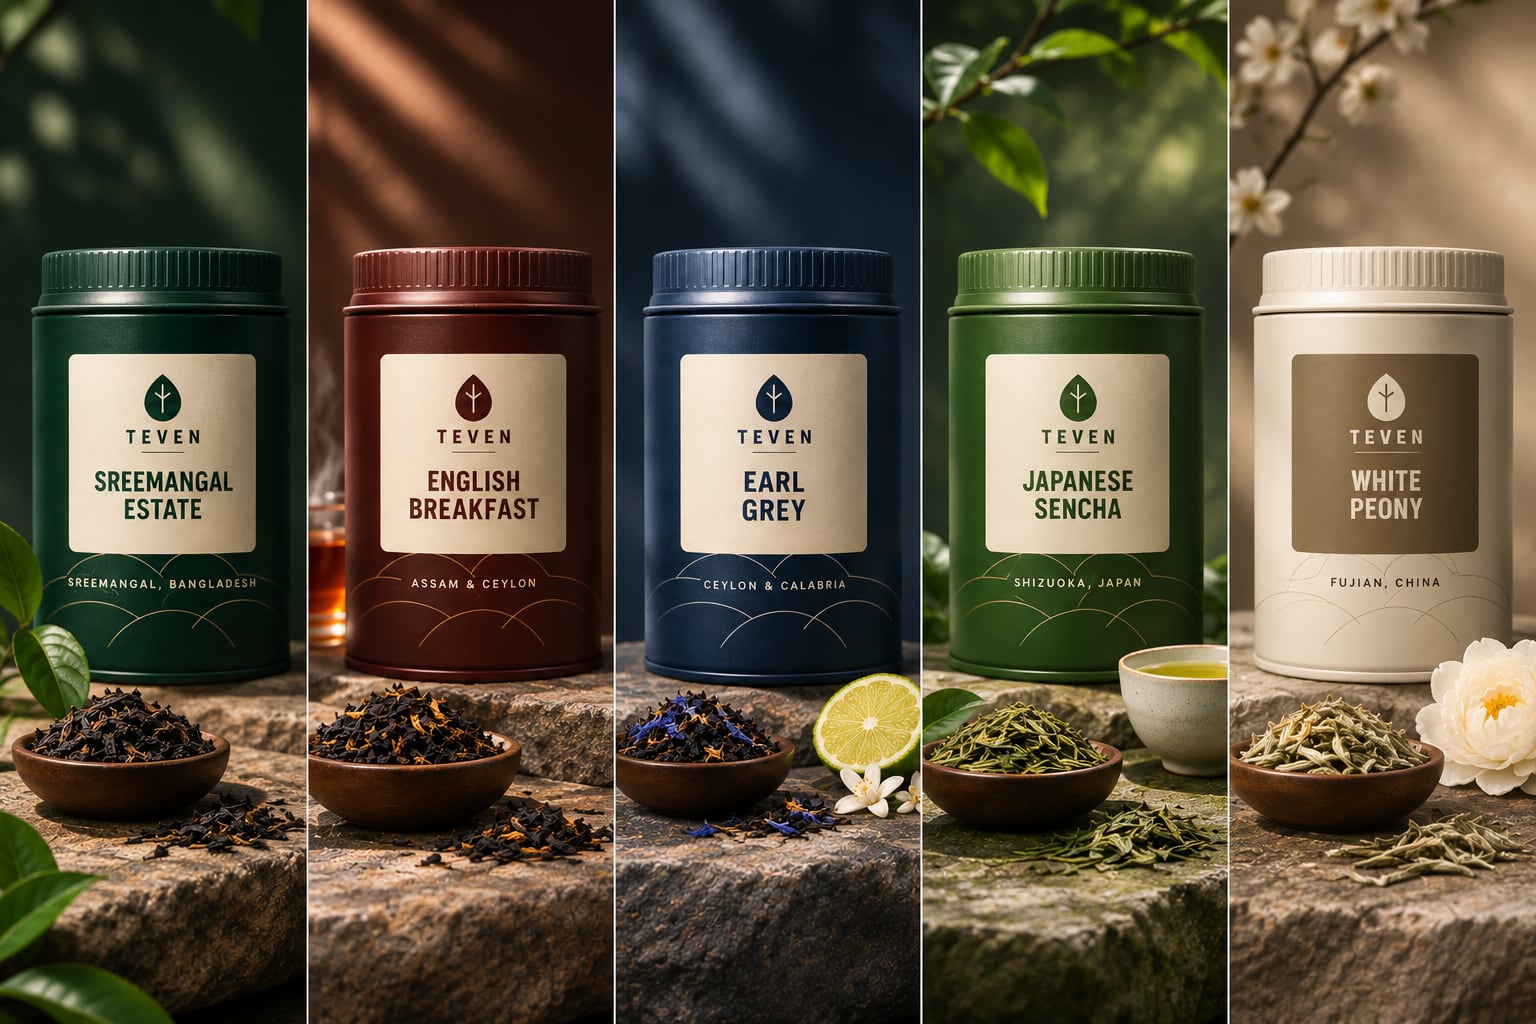 TEVEN
SREEMANGAL
ESTATE
SREEMANGAL, BANGLADESH
TEVEN
ENGLISH
BREAKFAST
ASSAM & CEYLON
TEVEN
EARL
GREY
CEYLON & CALABRIA
TEVEN
JAPANESE
SENCHA
SHIZUOKA, JAPAN
TEVEN
WHITE
PEONY
FUJIAN, CHINA